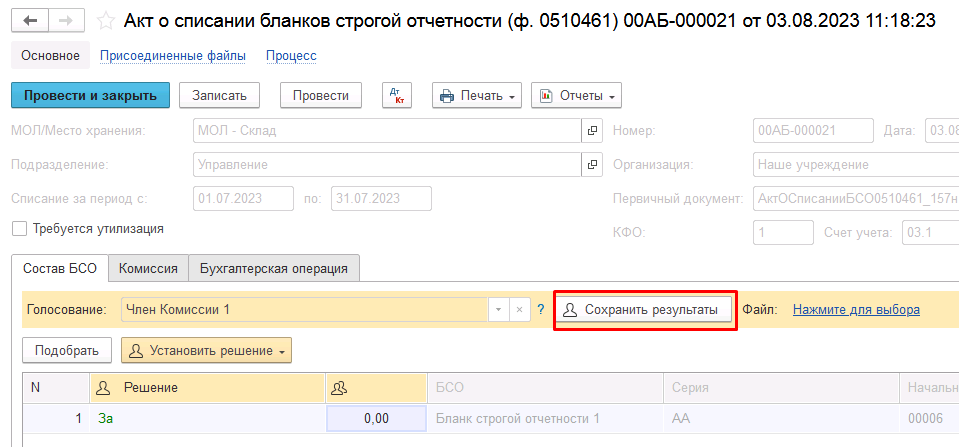 Акт о списании бланков строгой отчетности (ф. 0510461) 00АБ-000021 от 03.08.2023 11:18:23
Основное Присоединенные файлы Процесс
Провести и закрыть Записать Провести Дт Кт Печать Отчеты
МОЛ/Место хранения: МОЛ - Склад Номер: 00АБ-000021 Дата: 03.08
Подразделение: Управление Организация: Наше учреждение
Списание за период с: 01.07.2023 по: 31.07.2023 Первичный документ: АктОСписанииБСО0510461_157н
Требуется утилизация КФО: 1 Счет учета: 03.1
Состав БСО Комиссия Бухгалтерская операция
Голосование: Член Комиссии 1 ? Сохранить результаты Файл: Нажмите для выбора
Подобрать Установить решение
N Решение БСО Серия Начальн
1 За 0,00 Бланк строгой отчетности 1 АА 00006